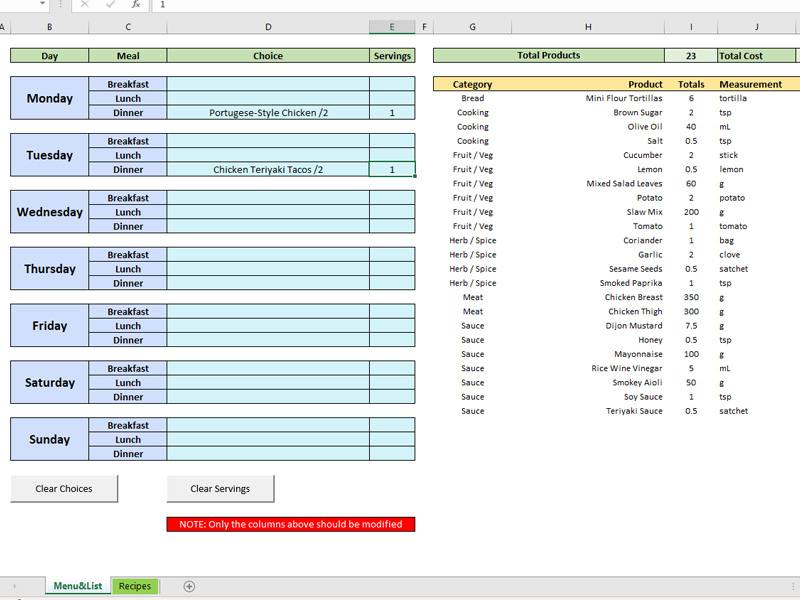 fx 1
A B C D E F G H I J
Day Meal Choice Servings Total Products 23 Total Cost
Category Product Totals Measurement
Monday
Breakfast
Lunch
Dinner Portugese-Style Chicken /2 1
Tuesday
Breakfast
Lunch
Dinner Chicken Teriyaki Tacos /2 1
Wednesday
Breakfast
Lunch
Dinner
Thursday
Breakfast
Lunch
Dinner
Friday
Breakfast
Lunch
Dinner
Saturday
Breakfast
Lunch
Dinner
Sunday
Breakfast
Lunch
Dinner
Bread Mini Flour Tortillas 6 tortilla
Cooking Brown Sugar 2 tsp
Cooking Olive Oil 40 mL
Cooking Salt 0.5 tsp
Fruit / Veg Cucumber 2 stick
Fruit / Veg Lemon 0.5 lemon
Fruit / Veg Mixed Salad Leaves 60 g
Fruit / Veg Potato 2 potato
Fruit / Veg Slaw Mix 200 g
Fruit / Veg Tomato 1 tomato
Herb / Spice Coriander 1 bag
Herb / Spice Garlic 2 clove
Herb / Spice Sesame Seeds 0.5 satchet
Herb / Spice Smoked Paprika 1 tsp
Meat Chicken Breast 350 g
Meat Chicken Thigh 300 g
Sauce Dijon Mustard 7.5 g
Sauce Honey 0.5 tsp
Sauce Mayonnaise 100 g
Sauce Rice Wine Vinegar 5 mL
Sauce Smokey Aioli 50 g
Sauce Soy Sauce 1 tsp
Sauce Teriyaki Sauce 0.5 satchet
Clear Choices Clear Servings
NOTE: Only the columns above should be modified
Menu&List Recipes